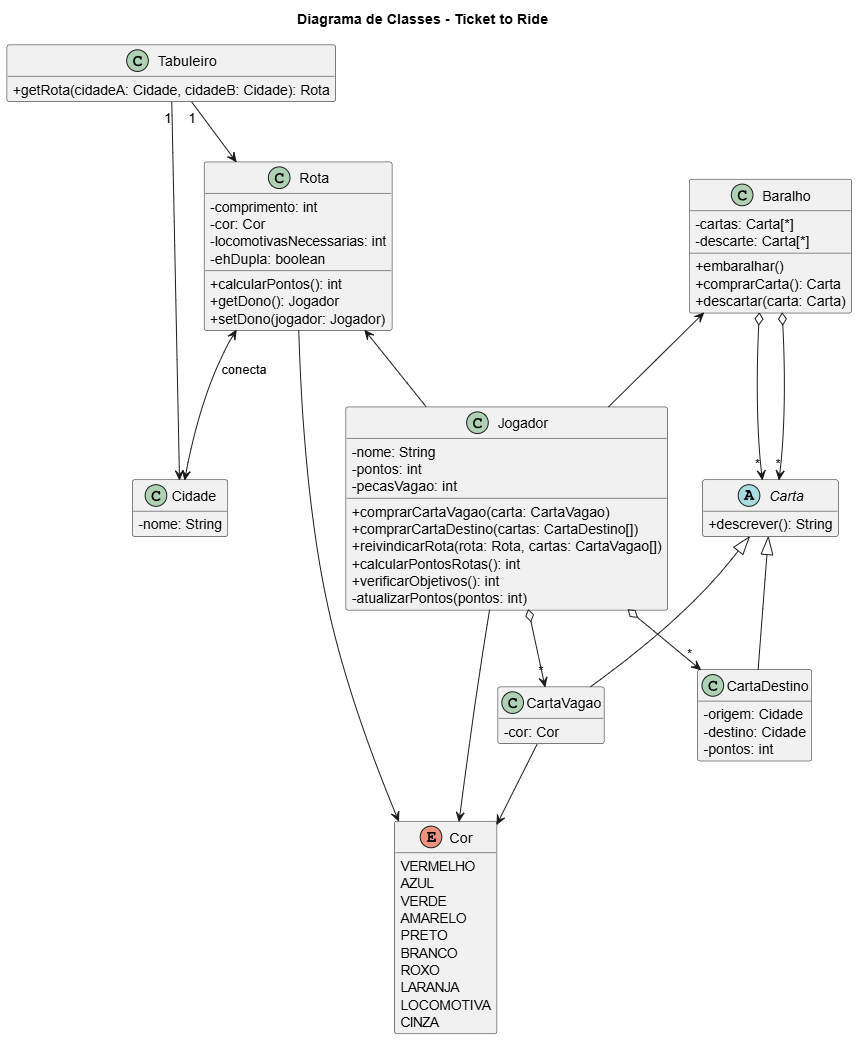 Diagrama de Classes - Ticket to Ride
C Tabuleiro
+getRota(cidadeA: Cidade, cidadeB: Cidade): Rota
1
1
C Rota
-comprimento: int
-cor: Cor
-locomotivasNecessarias: int
-ehDupla: boolean
+calcularPontos(): int
+getDono(): Jogador
+setDono(jogador: Jogador)
C Baralho
-cartas: Carta[*]
-descarte: Carta[*]
+embaralhar()
+comprarCarta(): Carta
+descartar(carta: Carta)
conecta
C Jogador
-nome: String
-pontos: int
-pecasVagao: int
+comprarCartaVagao(carta: CartaVagao)
+comprarCartaDestino(cartas: CartaDestino[])
+reivindicarRota(rota: Rota, cartas: CartaVagao[])
+calcularPontosRotas(): int
+verificarObjetivos(): int
-atualizarPontos(pontos: int)
C Cidade
-nome: String
*
*
A Carta
+descrever(): String
*
*
C CartaVagao
-cor: Cor
C CartaDestino
-origem: Cidade
-destino: Cidade
-pontos: int
E Cor
VERMELHO
AZUL
VERDE
AMARELO
PRETO
BRANCO
ROXO
LARANJA
LOCOMOTIVA
CINZA